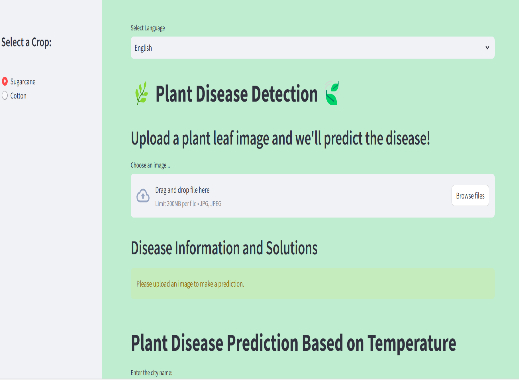 Select Language
English
Select a Crop:
Sugarcane
Cotton
Plant Disease Detection
Upload a plant leaf image and we'll predict the disease!
Choose an image...
Drag and drop file here
Limit 200MB per file • JPG, JPEG
Browse files
Disease Information and Solutions
Please upload an image to make a prediction.
Plant Disease Prediction Based on Temperature
Enter the city name: